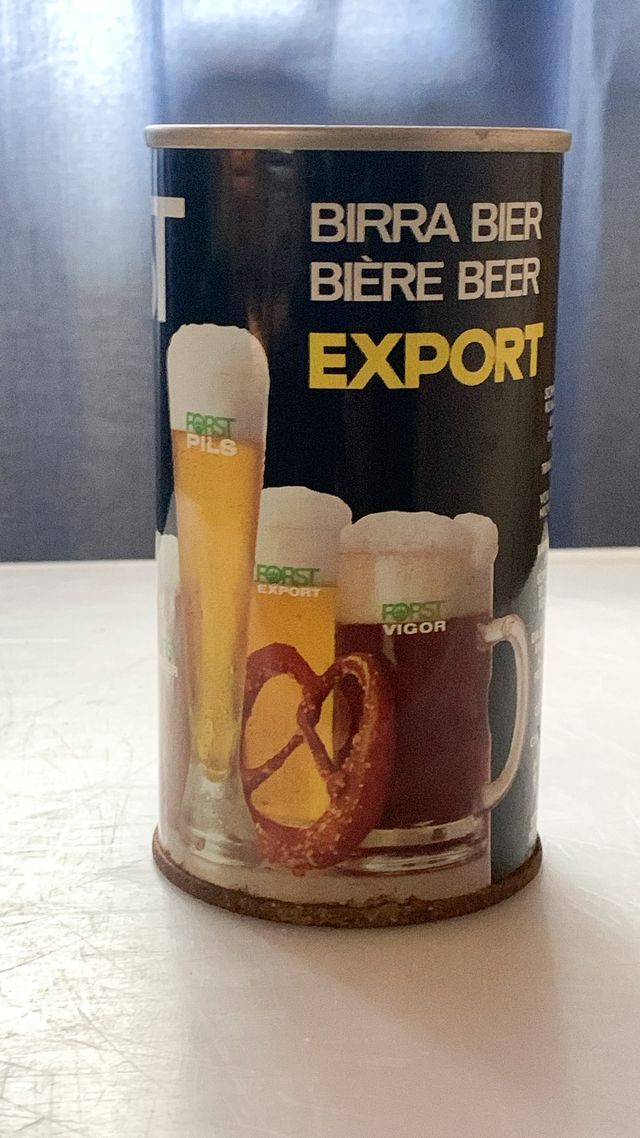 T
BIRRA BIER
BIÈRE BEER
EXPORT
FORST
PILS
FORST
EXPORT
FORST
VIGOR